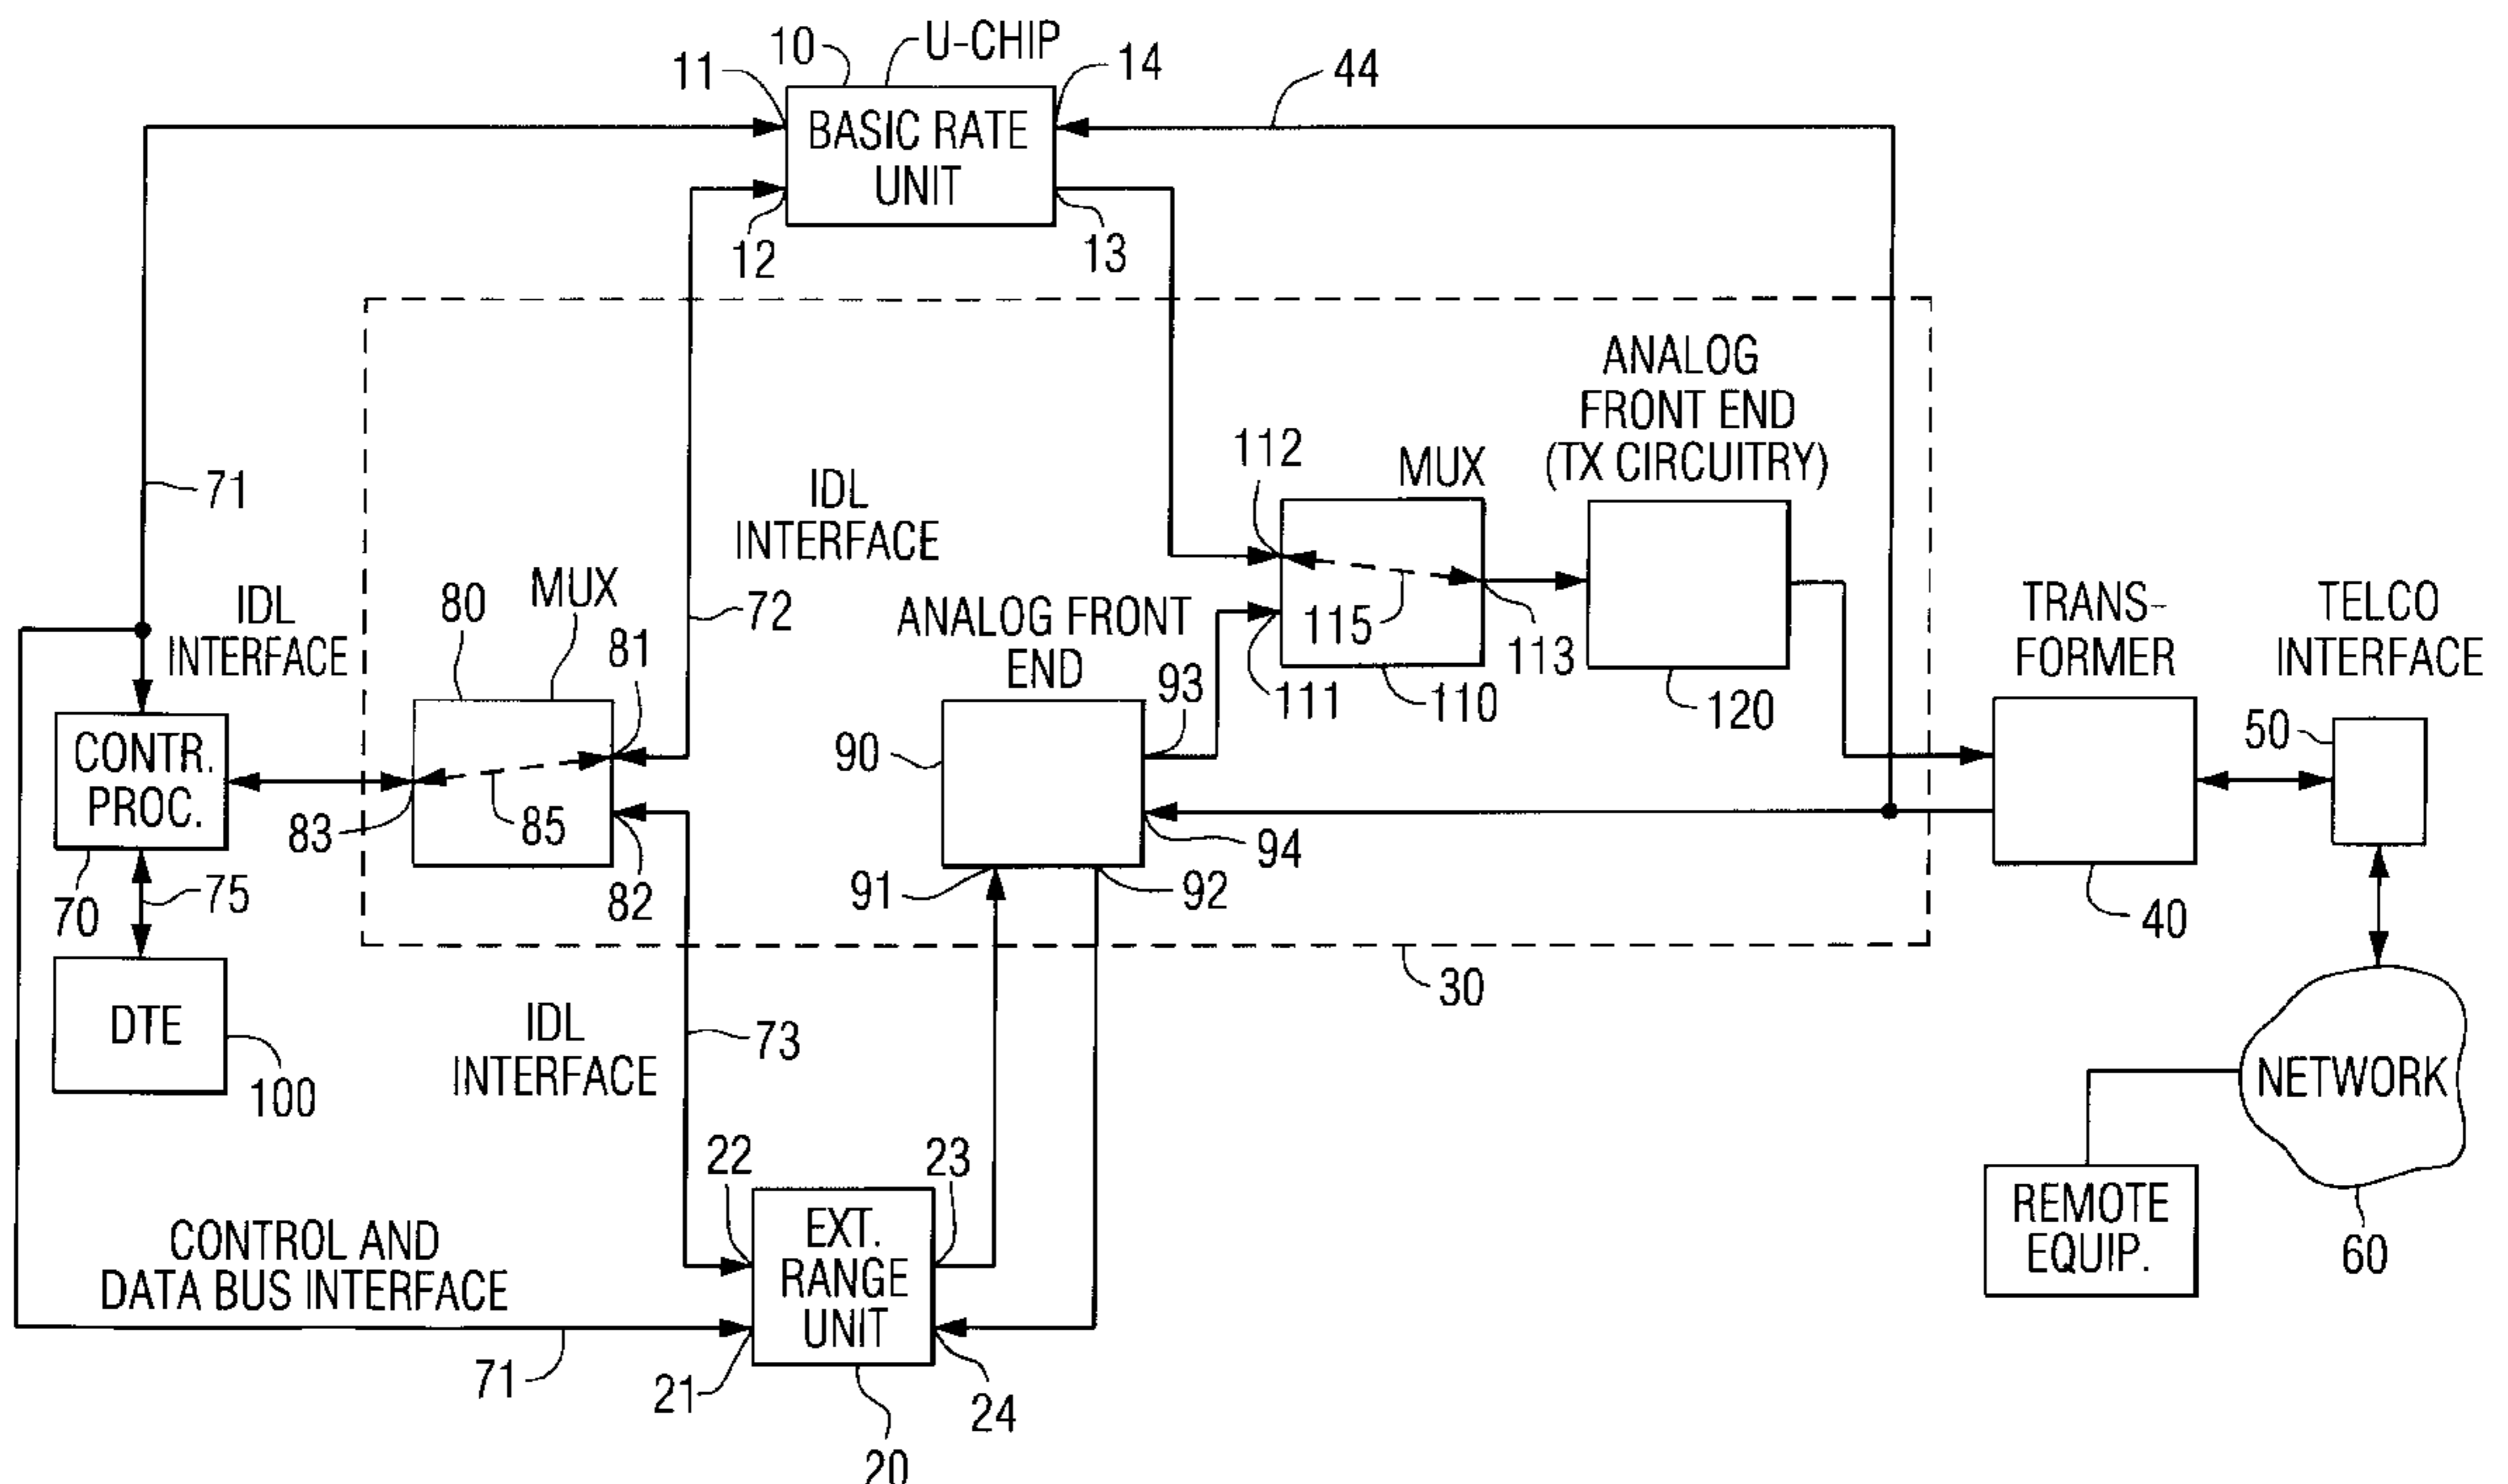 10
U-CHIP
11
14
44
BASIC RATE
UNIT
12
13
71
IDL
INTERFACE
72
IDL
INTERFACE
80
MUX
81
83
85
82
CONTR.
PROC.
70
75
DTE
100
ANALOG FRONT
END
90
93
94
91
92
112
MUX
115
111
110
113
ANALOG
FRONT END
(TX CIRCUITRY)
120
TRANS-
FORMER
40
TELCO
INTERFACE
50
30
IDL
INTERFACE
73
NETWORK
60
REMOTE
EQUIP.
22
23
EXT.
RANGE
UNIT
CONTROL AND
DATA BUS INTERFACE
71
21
24
20